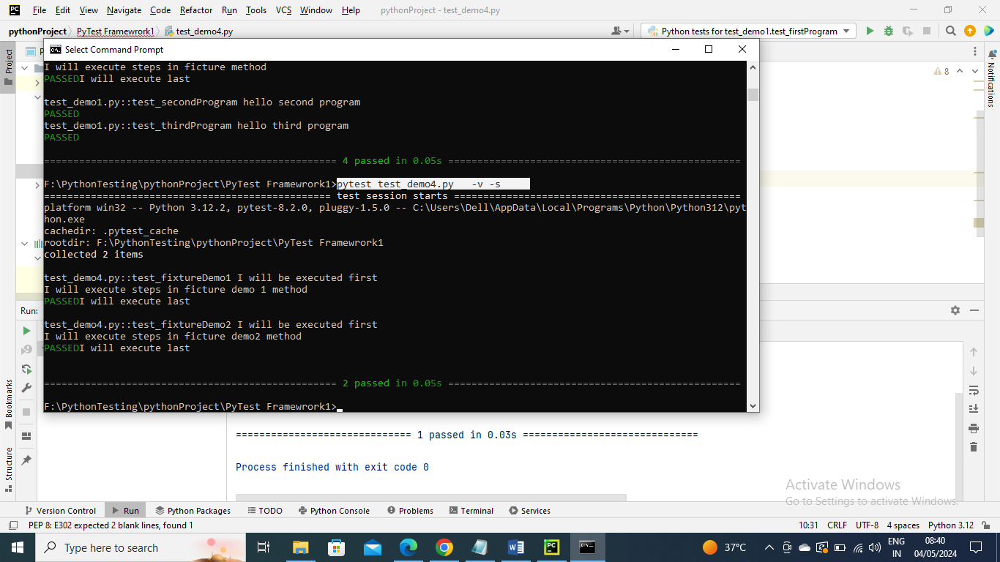 File Edit View Navigate Code Refactor Run Tools VCS Window Help pythonProject - test_demo4.py
pythonProject PyTest Framewrork1 test_demo4.py Python tests for test_demo1.test_firstProgram
Select Command Prompt
Project
Notifications
8
I will execute steps in ficture method
PASSEDI will execute last
test_demo1.py::test_secondProgram hello second program
PASSED
test_demo1.py::test_thirdProgram hello third program
PASSED
================================================== 4 passed in 0.05s ==================================================
F:\PythonTesting\pythonProject\PyTest Framewrork1>pytest test_demo4.py   -v -s
================================================= test session starts =================================================
platform win32 -- Python 3.12.2, pytest-8.2.0, pluggy-1.5.0 -- C:\Users\Dell\AppData\Local\Programs\Python\Python312\pyt
hon.exe
cachedir: .pytest_cache
rootdir: F:\PythonTesting\pythonProject\PyTest Framewrork1
collected 2 items
test_demo4.py::test_fixtureDemo1 I will be executed first
I will execute steps in ficture demo 1 method
PASSEDI will execute last
test_demo4.py::test_fixtureDemo2 I will be executed first
I will execute steps in ficture demo2 method
PASSEDI will execute last
================================================== 2 passed in 0.05s ==================================================
F:\PythonTesting\pythonProject\PyTest Framewrork1>
Run:
Bookmarks
Structure
============================== 1 passed in 0.03s ==============================
Process finished with exit code 0
Activate Windows
Go to Settings to activate Windows.
Version Control Run Python Packages TODO Python Console Problems Terminal Services
PEP 8: E302 expected 2 blank lines, found 1 10:31 CRLF UTF-8 4 spaces Python 3.12
Type here to search 37°C ENG IN 08:40 04/05/2024